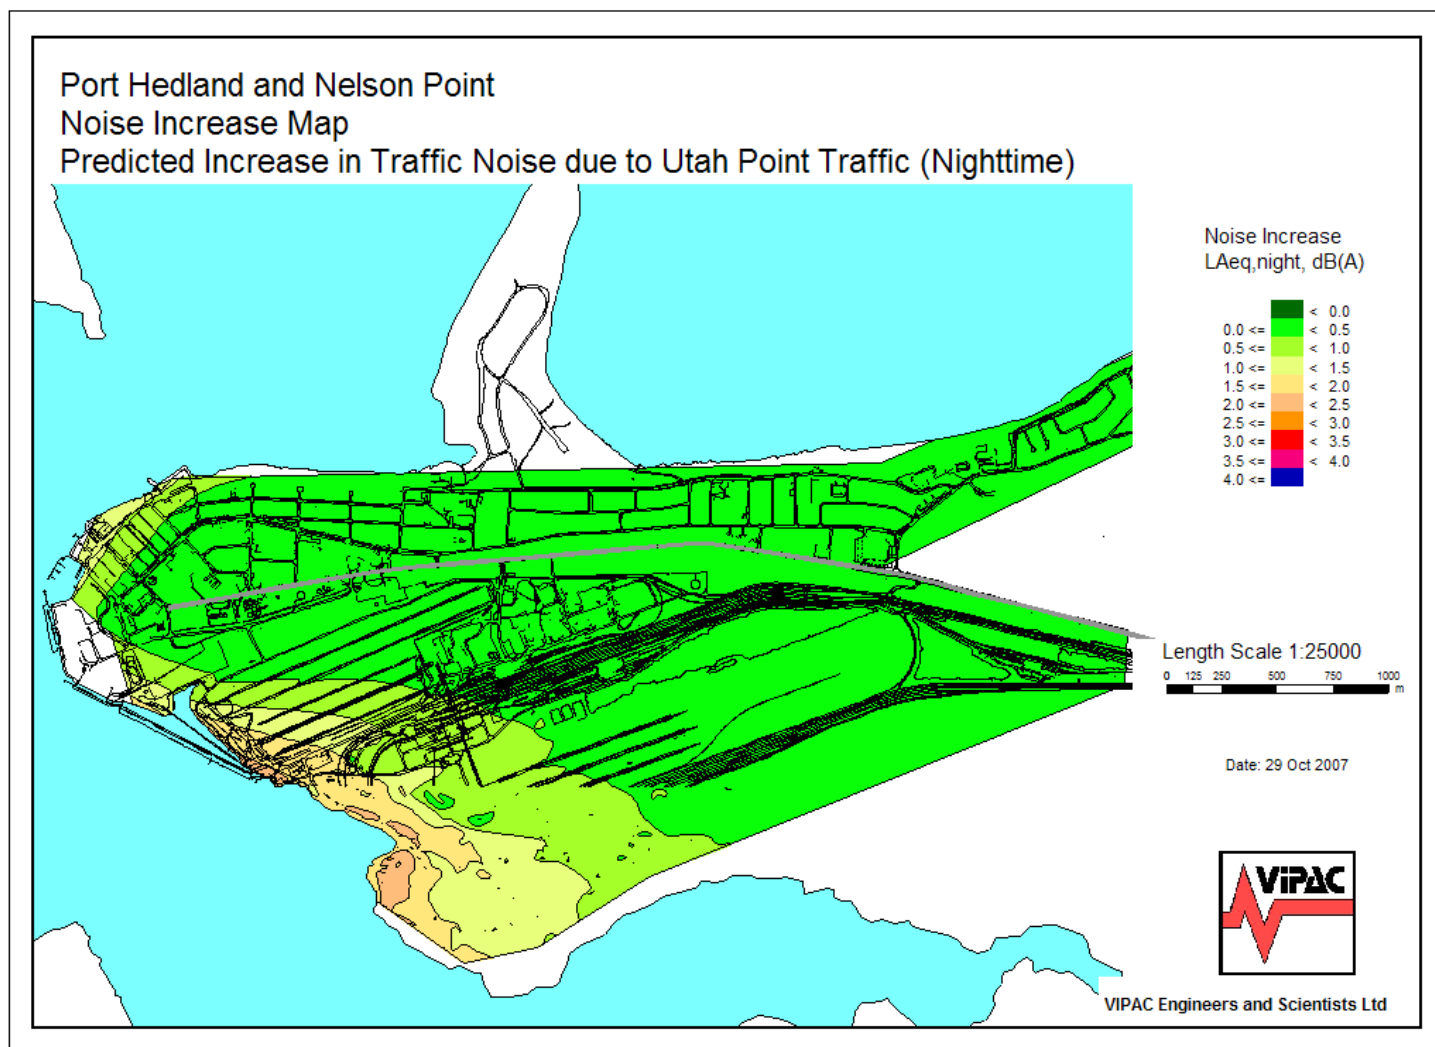 Port Hedland and Nelson Point
Noise Increase Map
Predicted Increase in Traffic Noise due to Utah Point Traffic (Nighttime)
Noise Increase
LAeq,night, dB(A)
< 0.0
0.0 <= < 0.5
0.5 <= < 1.0
1.0 <= < 1.5
1.5 <= < 2.0
2.0 <= < 2.5
2.5 <= < 3.0
3.0 <= < 3.5
3.5 <= < 4.0
4.0 <=
Length Scale 1:25000
0 125 250 500 750 1000
m
Date: 29 Oct 2007
ViPAC
VIPAC Engineers and Scientists Ltd